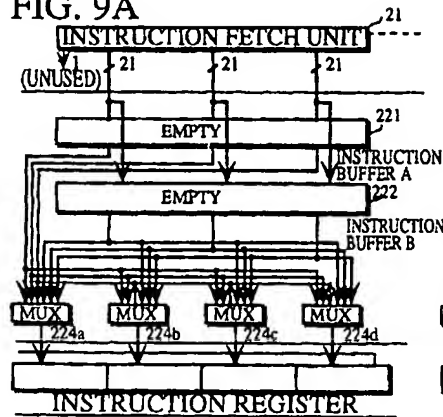 FIG. 9A
21
INSTRUCTION FETCH UNIT
1
21
21
21
(UNUSED)
221
EMPTY
INSTRUCTION
BUFFER A
222
EMPTY
INSTRUCTION
BUFFER B
MUX
MUX
MUX
MUX
224a
224b
224c
224d
INSTRUCTION REGISTER